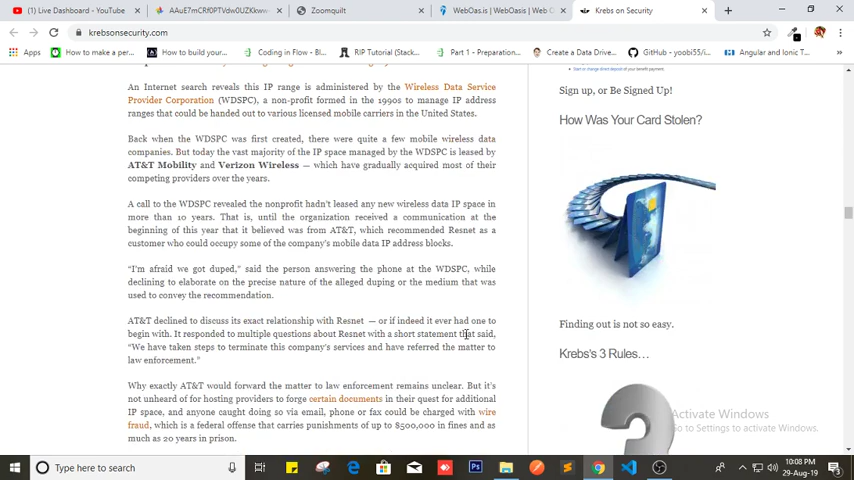 (1) Live Dashboard - YouTube
AAuE7mCRf0PTVdw0UZKkww
Zoomquilt
WebOas.is | WebOasis | Web O
Krebs on Security
krebsonsecurity.com
Apps
How to make a per
How to build your...
Coding in Flow - B
RIP Tutorial (Stack...
Part 1 - Preparation
Create a Data Drive
GitHub - yoobi55/i
Angular and Ionic T
An Internet search reveals this IP range is administered by the Wireless Data Service
Provider Corporation (WDSPC), a non-profit formed in the 1990s to manage IP address
ranges that could be handed out to various licensed mobile carriers in the United States.
Back when the WDSPC was first created, there were quite a few mobile wireless data
companies. But today the vast majority of the IP space managed by the WDSPC is leased by
AT&T Mobility and Verizon Wireless — which have gradually acquired most of their
competing providers over the years.
A call to the WDSPC revealed the nonprofit hadn't leased any new wireless data IP space in
more than 10 years. That is, until the organization received a communication at the
beginning of this year that it believed was from AT&T, which recommended Resnet as a
customer who could occupy some of the company's mobile data IP address blocks.
"I'm afraid we got duped," said the person answering the phone at the WDSPC, while
declining to elaborate on the precise nature of the alleged duping or the medium that was
used to convey the recommendation.
AT&T declined to discuss its exact relationship with Resnet — or if indeed it ever had one to
begin with. It responded to multiple questions about Resnet with a short statement that said,
"We have taken steps to terminate this company's services and have referred the matter to
law enforcement."
Why exactly AT&T would forward the matter to law enforcement remains unclear. But it's
not unheard of for hosting providers to forge certain documents in their quest for additional
IP space, and anyone caught doing so via email, phone or fax could be charged with wire
fraud, which is a federal offense that carries punishments of up to $500,000 in fines and as
much as 20 years in prison.
Start or change direct deposit of your benefit payment.
Sign up, or Be Signed Up!
How Was Your Card Stolen?
Finding out is not so easy.
Krebs's 3 Rules…
3
Activate Windows
Go to Settings to activate Windows.
Type here to search
Ps
10:08 PM
29-Aug-19
3